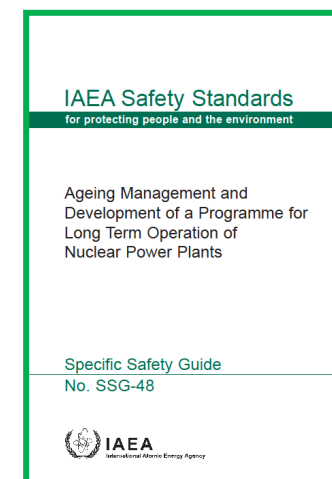 IAEA Safety Standards
for protecting people and the environment
Ageing Management and
Development of a Programme for
Long Term Operation of
Nuclear Power Plants
Specific Safety Guide
No. SSG-48
IAEA
International Atomic Energy Agency